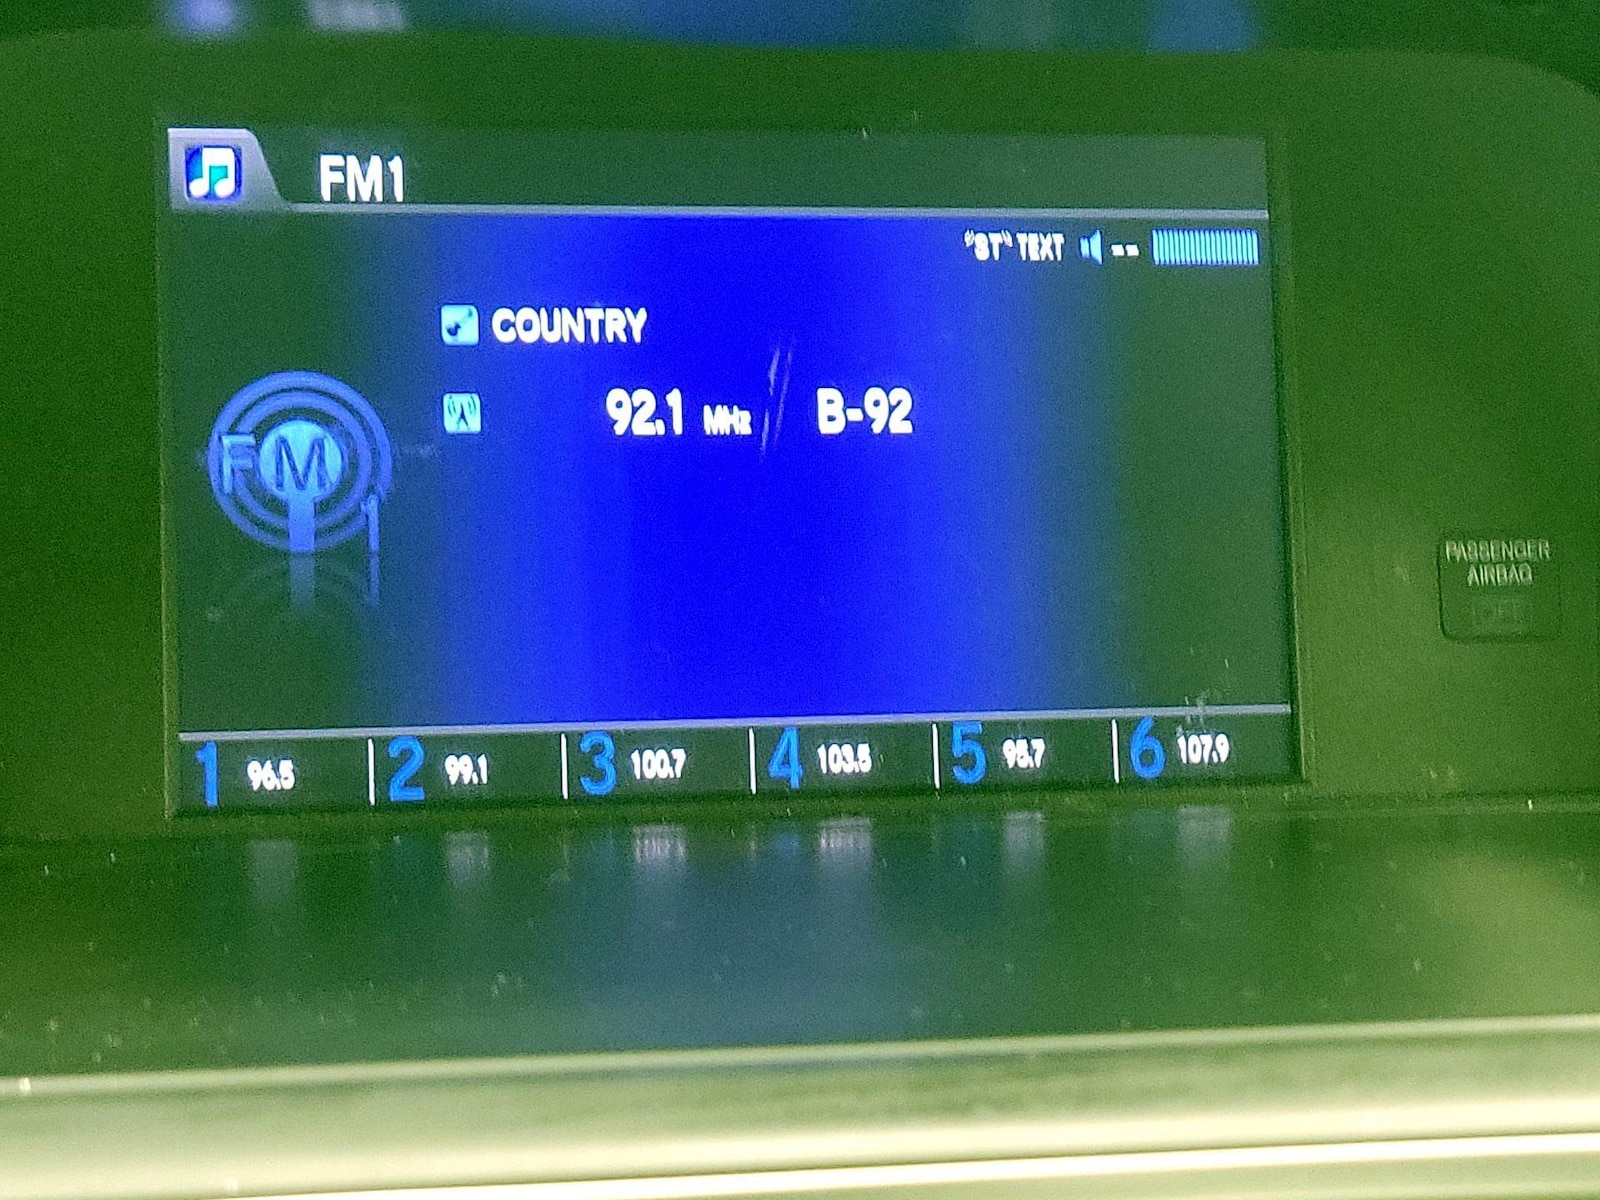 FM1
"ST" TEXT --
COUNTRY
92.1 MHz B-92
FM
1
1 96.5 2 99.1 3 100.7 4 103.5 5 95.7 6 107.9
PASSENGER
AIRBAG
OFF